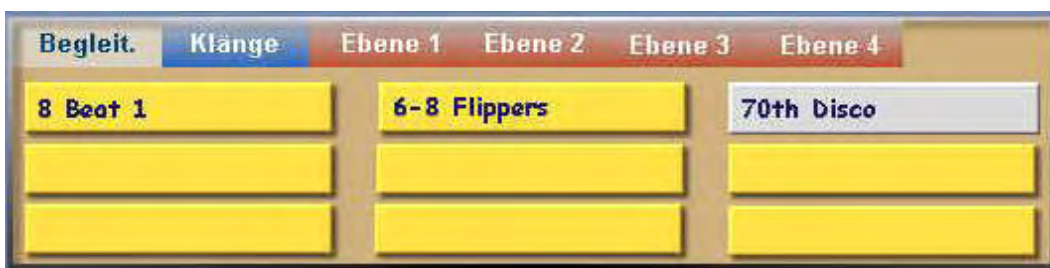 Begleit. Klänge Ebene 1 Ebene 2 Ebene 3 Ebene 4
8 Beat 1 6-8 Flippers 70th Disco